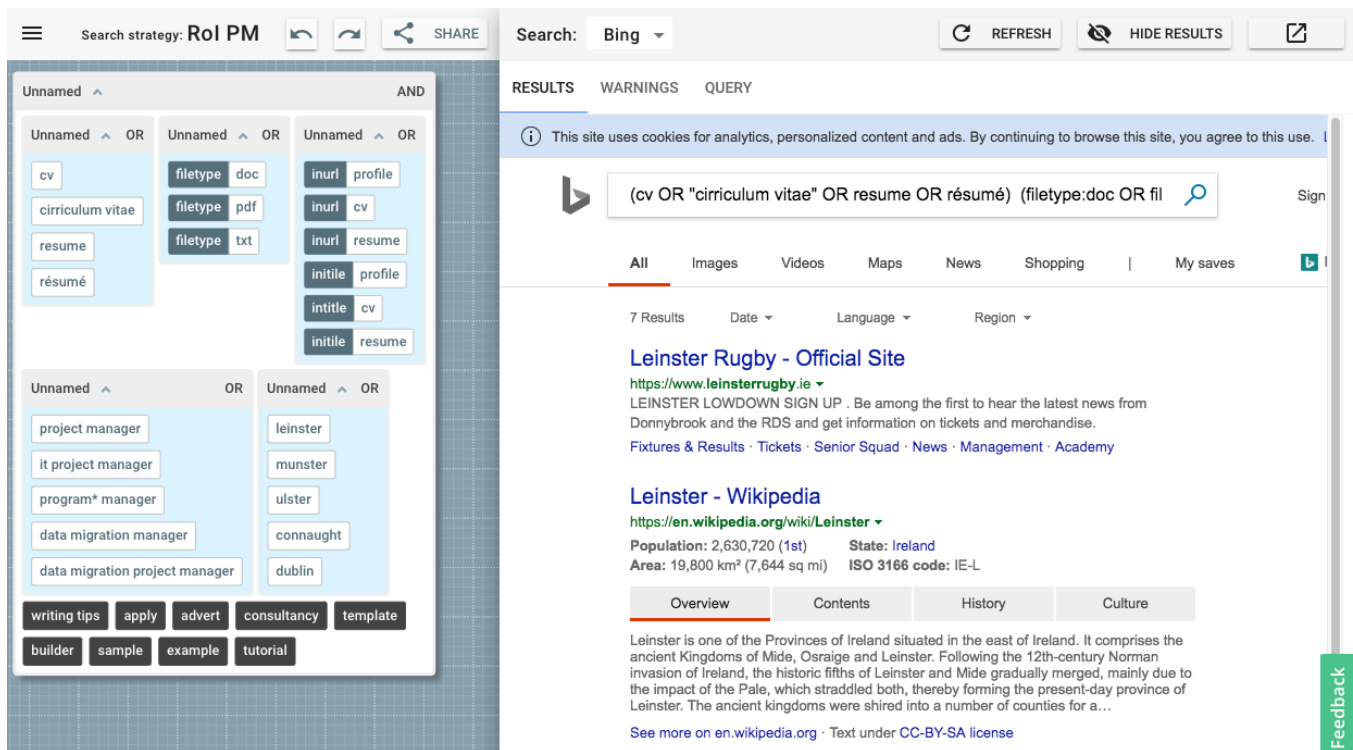 Search strategy: RoI PM
SHARE
Unnamed AND
Unnamed OR
cv
cirriculum vitae
resume
résumé
Unnamed OR
filetype doc
filetype pdf
filetype txt
Unnamed OR
inurl profile
inurl cv
inurl resume
initile profile
intitle cv
initile resume
Unnamed OR
project manager
it project manager
program* manager
data migration manager
data migration project manager
Unnamed OR
leinster
munster
ulster
connaught
dublin
writing tips apply advert consultancy template
builder sample example tutorial
Search: Bing
REFRESH
HIDE RESULTS
RESULTS WARNINGS QUERY
This site uses cookies for analytics, personalized content and ads. By continuing to browse this site, you agree to this use.
(cv OR "cirriculum vitae" OR resume OR résumé) (filetype:doc OR fil
Sign
All Images Videos Maps News Shopping | My saves
7 Results Date Language Region
Leinster Rugby - Official Site
https://www.leinsterrugby.ie
LEINSTER LOWDOWN SIGN UP . Be among the first to hear the latest news from
Donnybrook and the RDS and get information on tickets and merchandise.
Fixtures & Results · Tickets · Senior Squad · News · Management · Academy
Leinster - Wikipedia
https://en.wikipedia.org/wiki/Leinster
Population: 2,630,720 (1st) State: Ireland
Area: 19,800 km² (7,644 sq mi) ISO 3166 code: IE-L
Overview Contents History Culture
Leinster is one of the Provinces of Ireland situated in the east of Ireland. It comprises the
ancient Kingdoms of Mide, Osraige and Leinster. Following the 12th-century Norman
invasion of Ireland, the historic fifths of Leinster and Mide gradually merged, mainly due to
the impact of the Pale, which straddled both, thereby forming the present-day province of
Leinster. The ancient kingdoms were shired into a number of counties for a…
See more on en.wikipedia.org · Text under CC-BY-SA license
Feedback